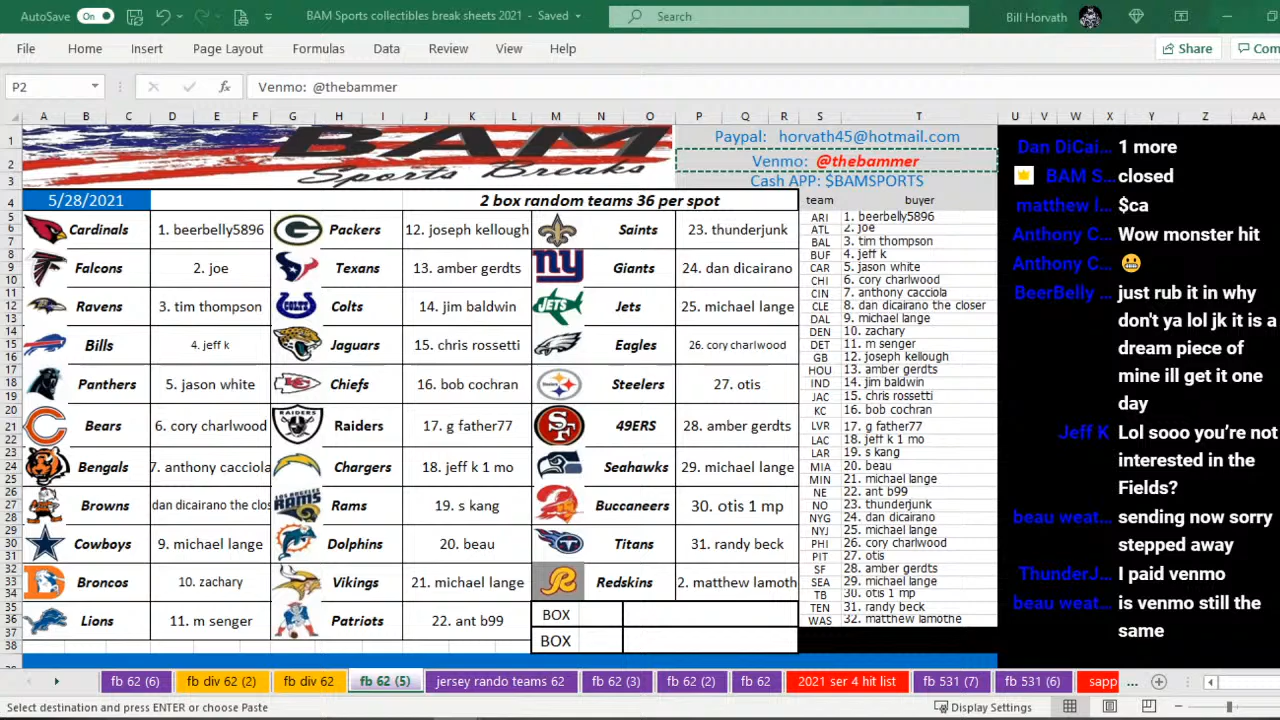 AutoSave On BAM Sports collectibles break sheets 2021 - Saved Search Bill Horvath
File Home Insert Page Layout Formulas Data Review View Help Share Com
P2 fx Venmo: @thebammer
A B C D E F G H I J K L M N O P Q R S T U V W X Y Z AA
BAM
Sports Breaks
Paypal: horvath45@hotmail.com
Venmo: @thebammer
Cash APP: $BAMSPORTS
5/28/2021 2 box random teams 36 per spot team buyer
Cardinals 1. beerbelly5896 Packers 12. joseph kellough Saints 23. thunderjunk
Falcons 2. joe Texans 13. amber gerdts Giants 24. dan dicairano
Ravens 3. tim thompson Colts 14. jim baldwin Jets 25. michael lange
Bills 4. jeff k Jaguars 15. chris rossetti Eagles 26. cory charlwood
Panthers 5. jason white Chiefs 16. bob cochran Steelers 27. otis
Bears 6. cory charlwood Raiders 17. g father77 49ERS 28. amber gerdts
Bengals 7. anthony cacciola Chargers 18. jeff k 1 mo Seahawks 29. michael lange
Browns dan dicairano the clos Rams 19. s kang Buccaneers 30. otis 1 mp
Cowboys 9. michael lange Dolphins 20. beau Titans 31. randy beck
Broncos 10. zachary Vikings 21. michael lange Redskins 2. matthew lamoth
Lions 11. m senger Patriots 22. ant b99 BOX
BOX
ARI 1. beerbelly5896
ATL 2. joe
BAL 3. tim thompson
BUF 4. jeff k
CAR 5. jason white
CHI 6. cory charlwood
CIN 7. anthony cacciola
CLE 8. dan dicairano the closer
DAL 9. michael lange
DEN 10. zachary
DET 11. m senger
GB 12. joseph kellough
HOU 13. amber gerdts
IND 14. jim baldwin
JAC 15. chris rossetti
KC 16. bob cochran
LVR 17. g father77
LAC 18. jeff k 1 mo
LAR 19. s kang
MIA 20. beau
MIN 21. michael lange
NE 22. ant b99
NO 23. thunderjunk
NYG 24. dan dicairano
NYJ 25. michael lange
PHI 26. cory charlwood
PIT 27. otis
SF 28. amber gerdts
SEA 29. michael lange
TB 30. otis 1 mp
TEN 31. randy beck
WAS 32. matthew lamothe
Dan DiCai... 1 more
BAM S... closed
matthew l... $ca
Anthony C... Wow monster hit
Anthony C... 😬
BeerBelly ... just rub it in why
don't ya lol jk it is a
dream piece of
mine ill get it one
day
Jeff K Lol sooo you’re not
interested in the
Fields?
beau weat... sending now sorry
stepped away
ThunderJ... I paid venmo
beau weat... is venmo still the
same
fb 62 (6) fb div 62 (2) fb div 62 fb 62 (5) jersey rando teams 62 fb 62 (3) fb 62 (2) fb 62 2021 ser 4 hit list fb 531 (7) fb 531 (6) sapp ...
Select destination and press ENTER or choose Paste Display Settings